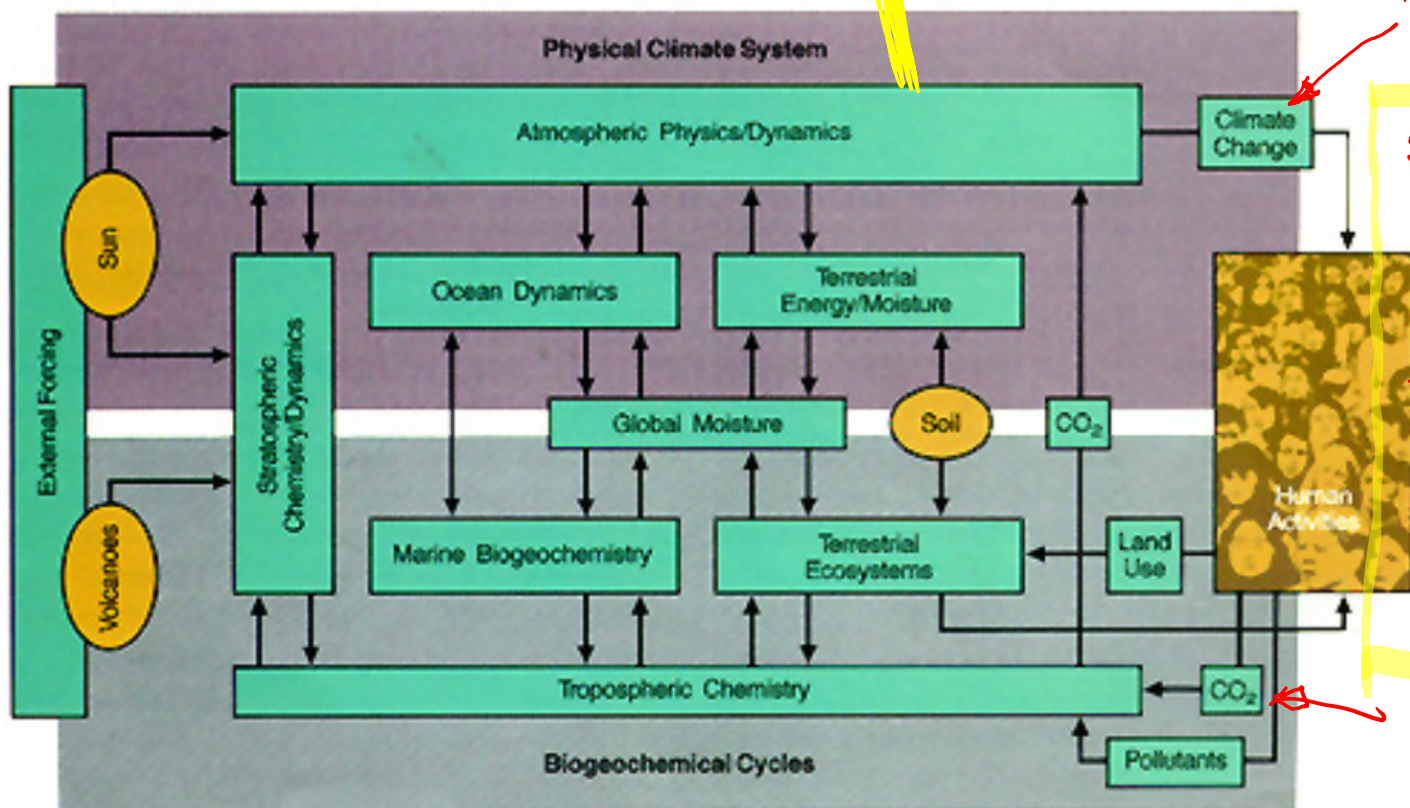 Physical Climate System
Atmospheric Physics/Dynamics
Climate
Change
Sun
External Forcing
Stratospheric
Chemistry/Dynamics
Ocean Dynamics
Terrestrial
Energy/Moisture
Global Moisture
Soil
CO₂
Human
Activities
Volcanoes
Marine Biogeochemistry
Terrestrial
Ecosystems
Land
Use
Tropospheric Chemistry
CO₂
Biogeochemical Cycles
Pollutants